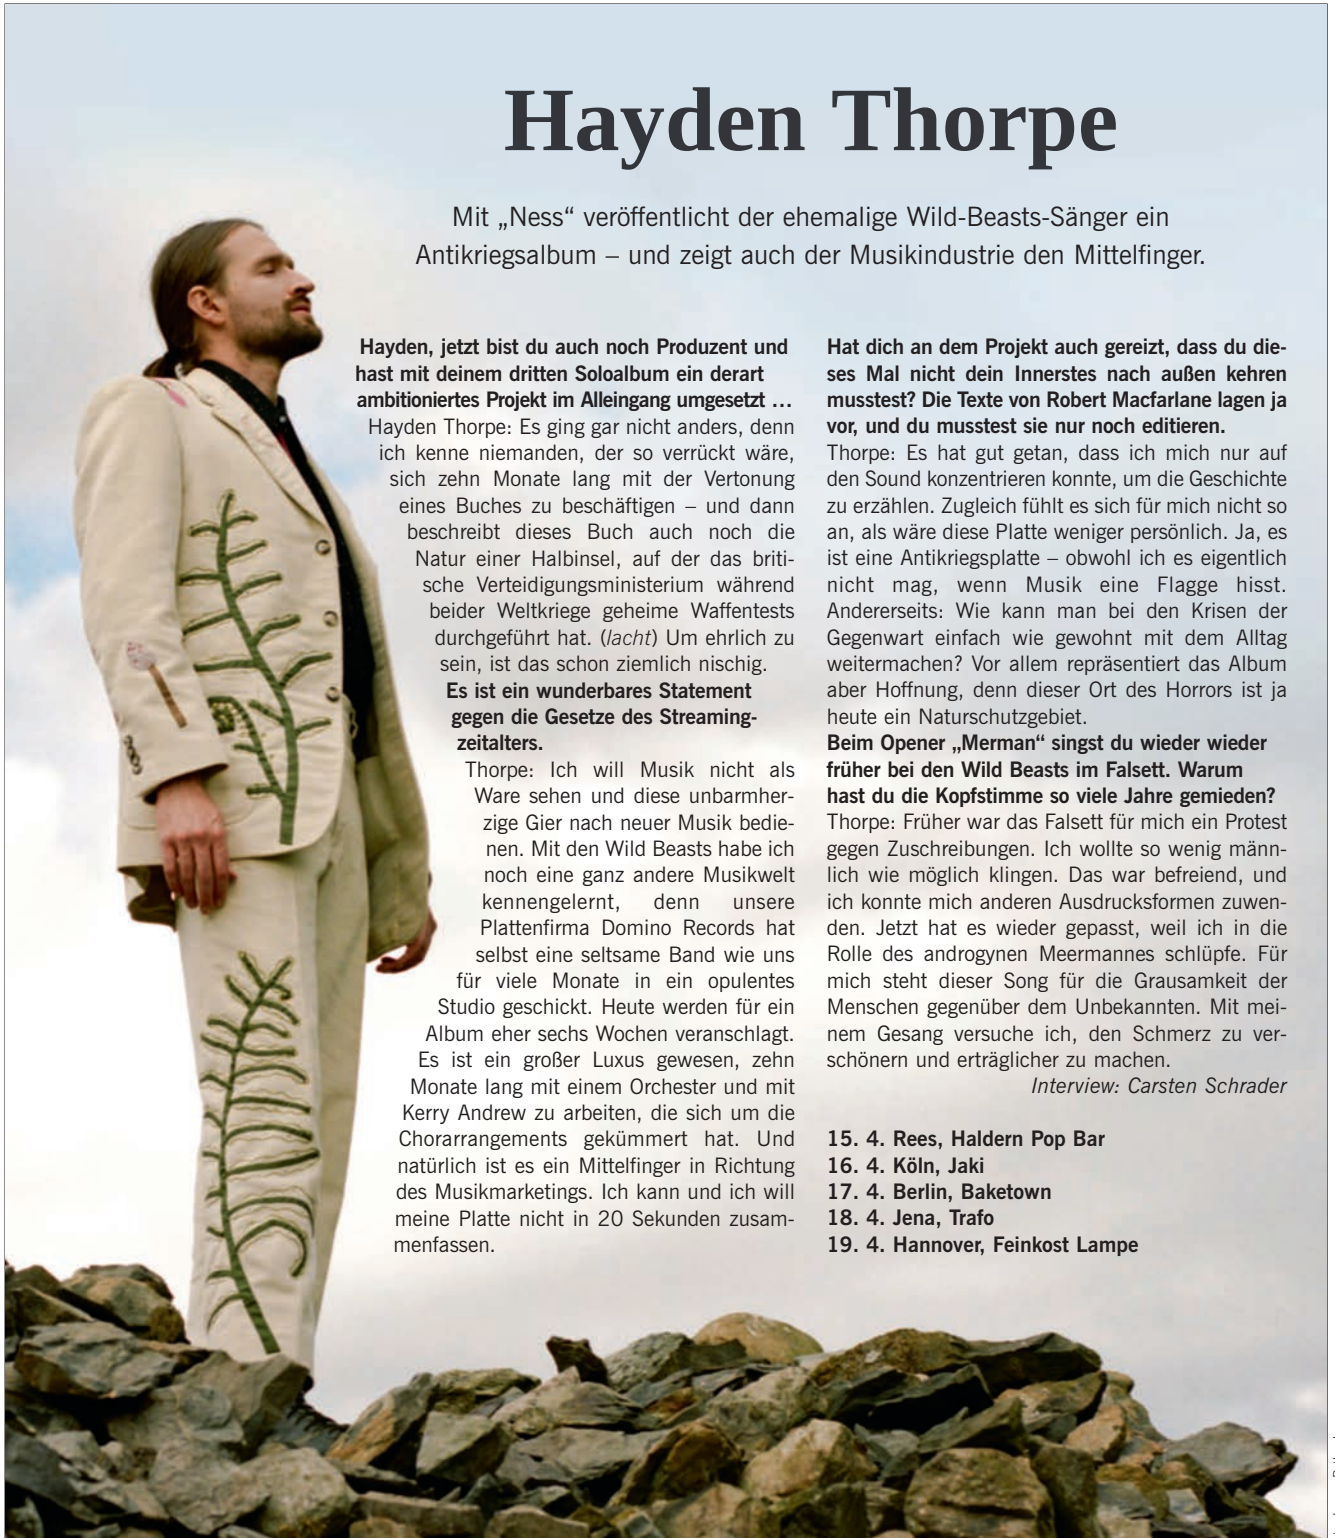 Hayden Thorpe
Mit „Ness“ veröffentlicht der ehemalige Wild-Beasts-Sänger ein
Antikriegsalbum – und zeigt auch der Musikindustrie den Mittelfinger.
Hayden, jetzt bist du auch noch Produzent und
hast mit deinem dritten Soloalbum ein derart
ambitioniertes Projekt im Alleingang umgesetzt …
Hayden Thorpe: Es ging gar nicht anders, denn
ich kenne niemanden, der so verrückt wäre,
sich zehn Monate lang mit der Vertonung
eines Buches zu beschäftigen – und dann
beschreibt dieses Buch auch noch die
Natur einer Halbinsel, auf der das briti-
sche Verteidigungsministerium während
beider Weltkriege geheime Waffentests
durchgeführt hat. (lacht) Um ehrlich zu
sein, ist das schon ziemlich nischig.
Es ist ein wunderbares Statement
gegen die Gesetze des Streaming-
zeitalters.
Thorpe: Ich will Musik nicht als
Ware sehen und diese unbarmher-
zige Gier nach neuer Musik bedie-
nen. Mit den Wild Beasts habe ich
noch eine ganz andere Musikwelt
kennengelernt, denn unsere
Plattenfirma Domino Records hat
selbst eine seltsame Band wie uns
für viele Monate in ein opulentes
Studio geschickt. Heute werden für ein
Album eher sechs Wochen veranschlagt.
Es ist ein großer Luxus gewesen, zehn
Monate lang mit einem Orchester und mit
Kerry Andrew zu arbeiten, die sich um die
Chorarrangements gekümmert hat. Und
natürlich ist es ein Mittelfinger in Richtung
des Musikmarketings. Ich kann und ich will
meine Platte nicht in 20 Sekunden zusam-
menfassen.
Hat dich an dem Projekt auch gereizt, dass du die-
ses Mal nicht dein Innerstes nach außen kehren
musstest? Die Texte von Robert Macfarlane lagen ja
vor, und du musstest sie nur noch editieren.
Thorpe: Es hat gut getan, dass ich mich nur auf
den Sound konzentrieren konnte, um die Geschichte
zu erzählen. Zugleich fühlt es sich für mich nicht so
an, als wäre diese Platte weniger persönlich. Ja, es
ist eine Antikriegsplatte – obwohl ich es eigentlich
nicht mag, wenn Musik eine Flagge hisst.
Andererseits: Wie kann man bei den Krisen der
Gegenwart einfach wie gewohnt mit dem Alltag
weitermachen? Vor allem repräsentiert das Album
aber Hoffnung, denn dieser Ort des Horrors ist ja
heute ein Naturschutzgebiet.
Beim Opener „Merman“ singst du wieder wieder
früher bei den Wild Beasts im Falsett. Warum
hast du die Kopfstimme so viele Jahre gemieden?
Thorpe: Früher war das Falsett für mich ein Protest
gegen Zuschreibungen. Ich wollte so wenig männ-
lich wie möglich klingen. Das war befreiend, und
ich konnte mich anderen Ausdrucksformen zuwen-
den. Jetzt hat es wieder gepasst, weil ich in die
Rolle des androgynen Meermannes schlüpfe. Für
mich steht dieser Song für die Grausamkeit der
Menschen gegenüber dem Unbekannten. Mit mei-
nem Gesang versuche ich, den Schmerz zu ver-
schönern und erträglicher zu machen.
Interview: Carsten Schrader
15. 4. Rees, Haldern Pop Bar
16. 4. Köln, Jaki
17. 4. Berlin, Baketown
18. 4. Jena, Trafo
19. 4. Hannover, Feinkost Lampe